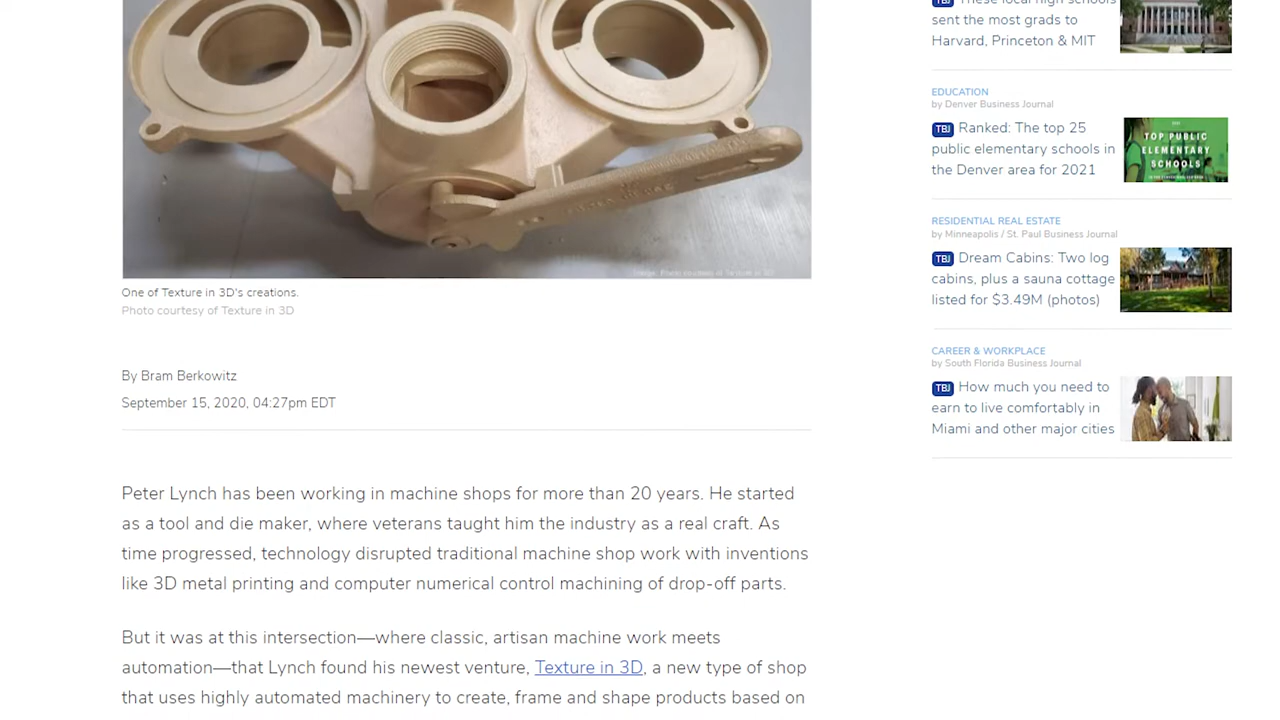 One of Texture in 3D's creations.
Photo courtesy of Texture in 3D
By Bram Berkowitz
September 15, 2020, 04:27pm EDT
Peter Lynch has been working in machine shops for more than 20 years. He started
as a tool and die maker, where veterans taught him the industry as a real craft. As
time progressed, technology disrupted traditional machine shop work with inventions
like 3D metal printing and computer numerical control machining of drop-off parts.
But it was at this intersection—where classic, artisan machine work meets
automation—that Lynch found his newest venture, Texture in 3D, a new type of shop
that uses highly automated machinery to create, frame and shape products based on
TBJ These local high schools
sent the most grads to
Harvard, Princeton & MIT
EDUCATION
by Denver Business Journal
TBJ Ranked: The top 25
public elementary schools in
the Denver area for 2021
TOP PUBLIC
ELEMENTARY
SCHOOLS
RESIDENTIAL REAL ESTATE
by Minneapolis / St. Paul Business Journal
TBJ Dream Cabins: Two log
cabins, plus a sauna cottage
listed for $3.49M (photos)
CAREER & WORKPLACE
by South Florida Business Journal
TBJ How much you need to
earn to live comfortably in
Miami and other major cities